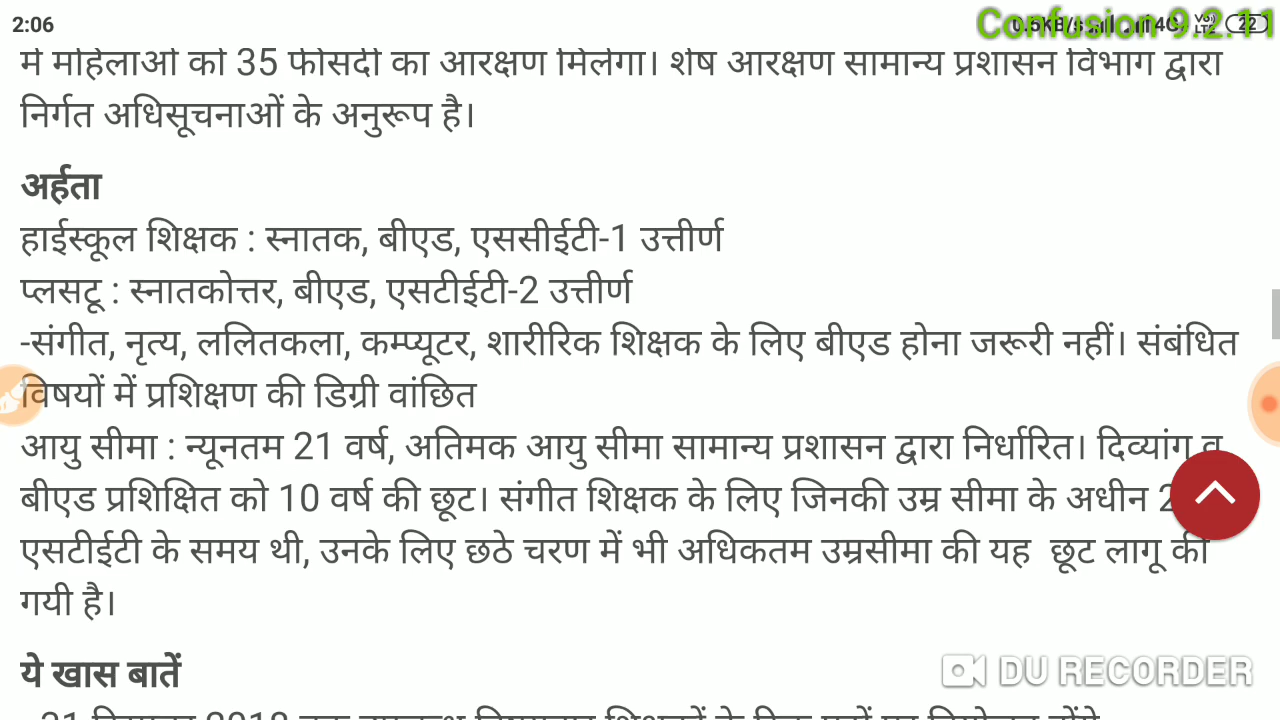 2:06
Confusion 9.2.11
में महिलाओं को 35 फीसदी का आरक्षण मिलेगा। शेष आरक्षण सामान्य प्रशासन विभाग द्वारा
निर्गत अधिसूचनाओं के अनुरूप है।
अर्हता
हाईस्कूल शिक्षक : स्नातक, बीएड, एससीईटी-1 उत्तीर्ण
प्लसटू : स्नातकोत्तर, बीएड, एसटीईटी-2 उत्तीर्ण
-संगीत, नृत्य, ललितकला, कम्प्यूटर, शारीरिक शिक्षक के लिए बीएड होना जरूरी नहीं। संबंधित
विषयों में प्रशिक्षण की डिग्री वांछित
आयु सीमा : न्यूनतम 21 वर्ष, अतिमक आयु सीमा सामान्य प्रशासन द्वारा निर्धारित। दिव्यांग व
बीएड प्रशिक्षित को 10 वर्ष की छूट। संगीत शिक्षक के लिए जिनकी उम्र सीमा के अधीन
एसटीईटी के समय थी, उनके लिए छठे चरण में भी अधिकतम उम्रसीमा की यह छूट लागू की
गयी है।
ये खास बातें
DU RECORDER